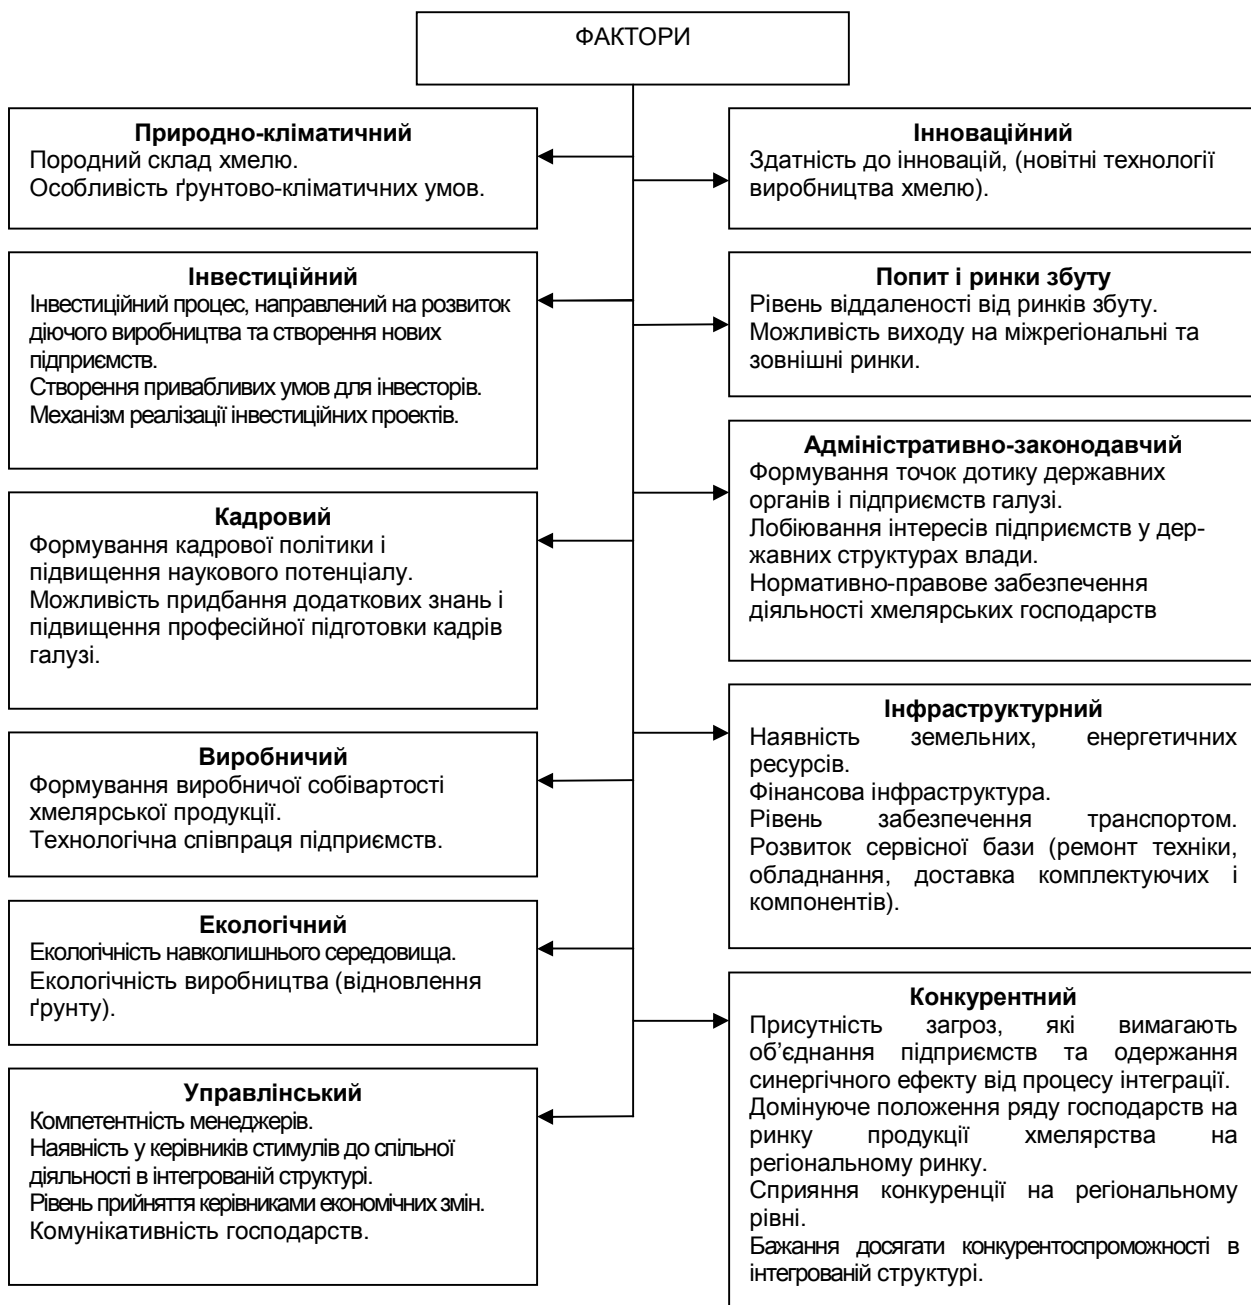 ФАКТОРИ
Природно-кліматичний
Породний склад хмелю.
Особливість ґрунтово-кліматичних умов.
Інвестиційний
Інвестиційний процес, направлений на розвиток
діючого виробництва та створення нових
підприємств.
Створення привабливих умов для інвесторів.
Механізм реалізації інвестиційних проектів.
Кадровий
Формування кадрової політики і
підвищення наукового потенціалу.
Можливість придбання додаткових знань і
підвищення професійної підготовки кадрів
галузі.
Виробничий
Формування виробничої собівартості
хмелярської продукції.
Технологічна співпраця підприємств.
Екологічний
Екологічність навколишнього середовища.
Екологічність виробництва (відновлення
ґрунту).
Управлінський
Компетентність менеджерів.
Наявність у керівників стимулів до спільної
діяльності в інтегрованій структурі.
Рівень прийняття керівниками економічних змін.
Комунікативність господарств.
Інноваційний
Здатність до інновацій, (новітні технології
виробництва хмелю).
Попит і ринки збуту
Рівень віддаленості від ринків збуту.
Можливість виходу на міжрегіональні та
зовнішні ринки.
Адміністративно-законодавчий
Формування точок дотику державних
органів і підприємств галузі.
Лобіювання інтересів підприємств у дер-
жавних структурах влади.
Нормативно-правове забезпечення
діяльності хмелярських господарств
Інфраструктурний
Наявність земельних, енергетичних
ресурсів.
Фінансова інфраструктура.
Рівень забезпечення транспортом.
Розвиток сервісної бази (ремонт техніки,
обладнання, доставка комплектуючих і
компонентів).
Конкурентний
Присутність загроз, які вимагають
об’єднання підприємств та одержання
синергічного ефекту від процесу інтеграції.
Домінуюче положення ряду господарств на
ринку продукції хмелярства на
регіональному ринку.
Сприяння конкуренції на регіональному
рівні.
Бажання досягати конкурентоспроможності в
інтегрованій структурі.